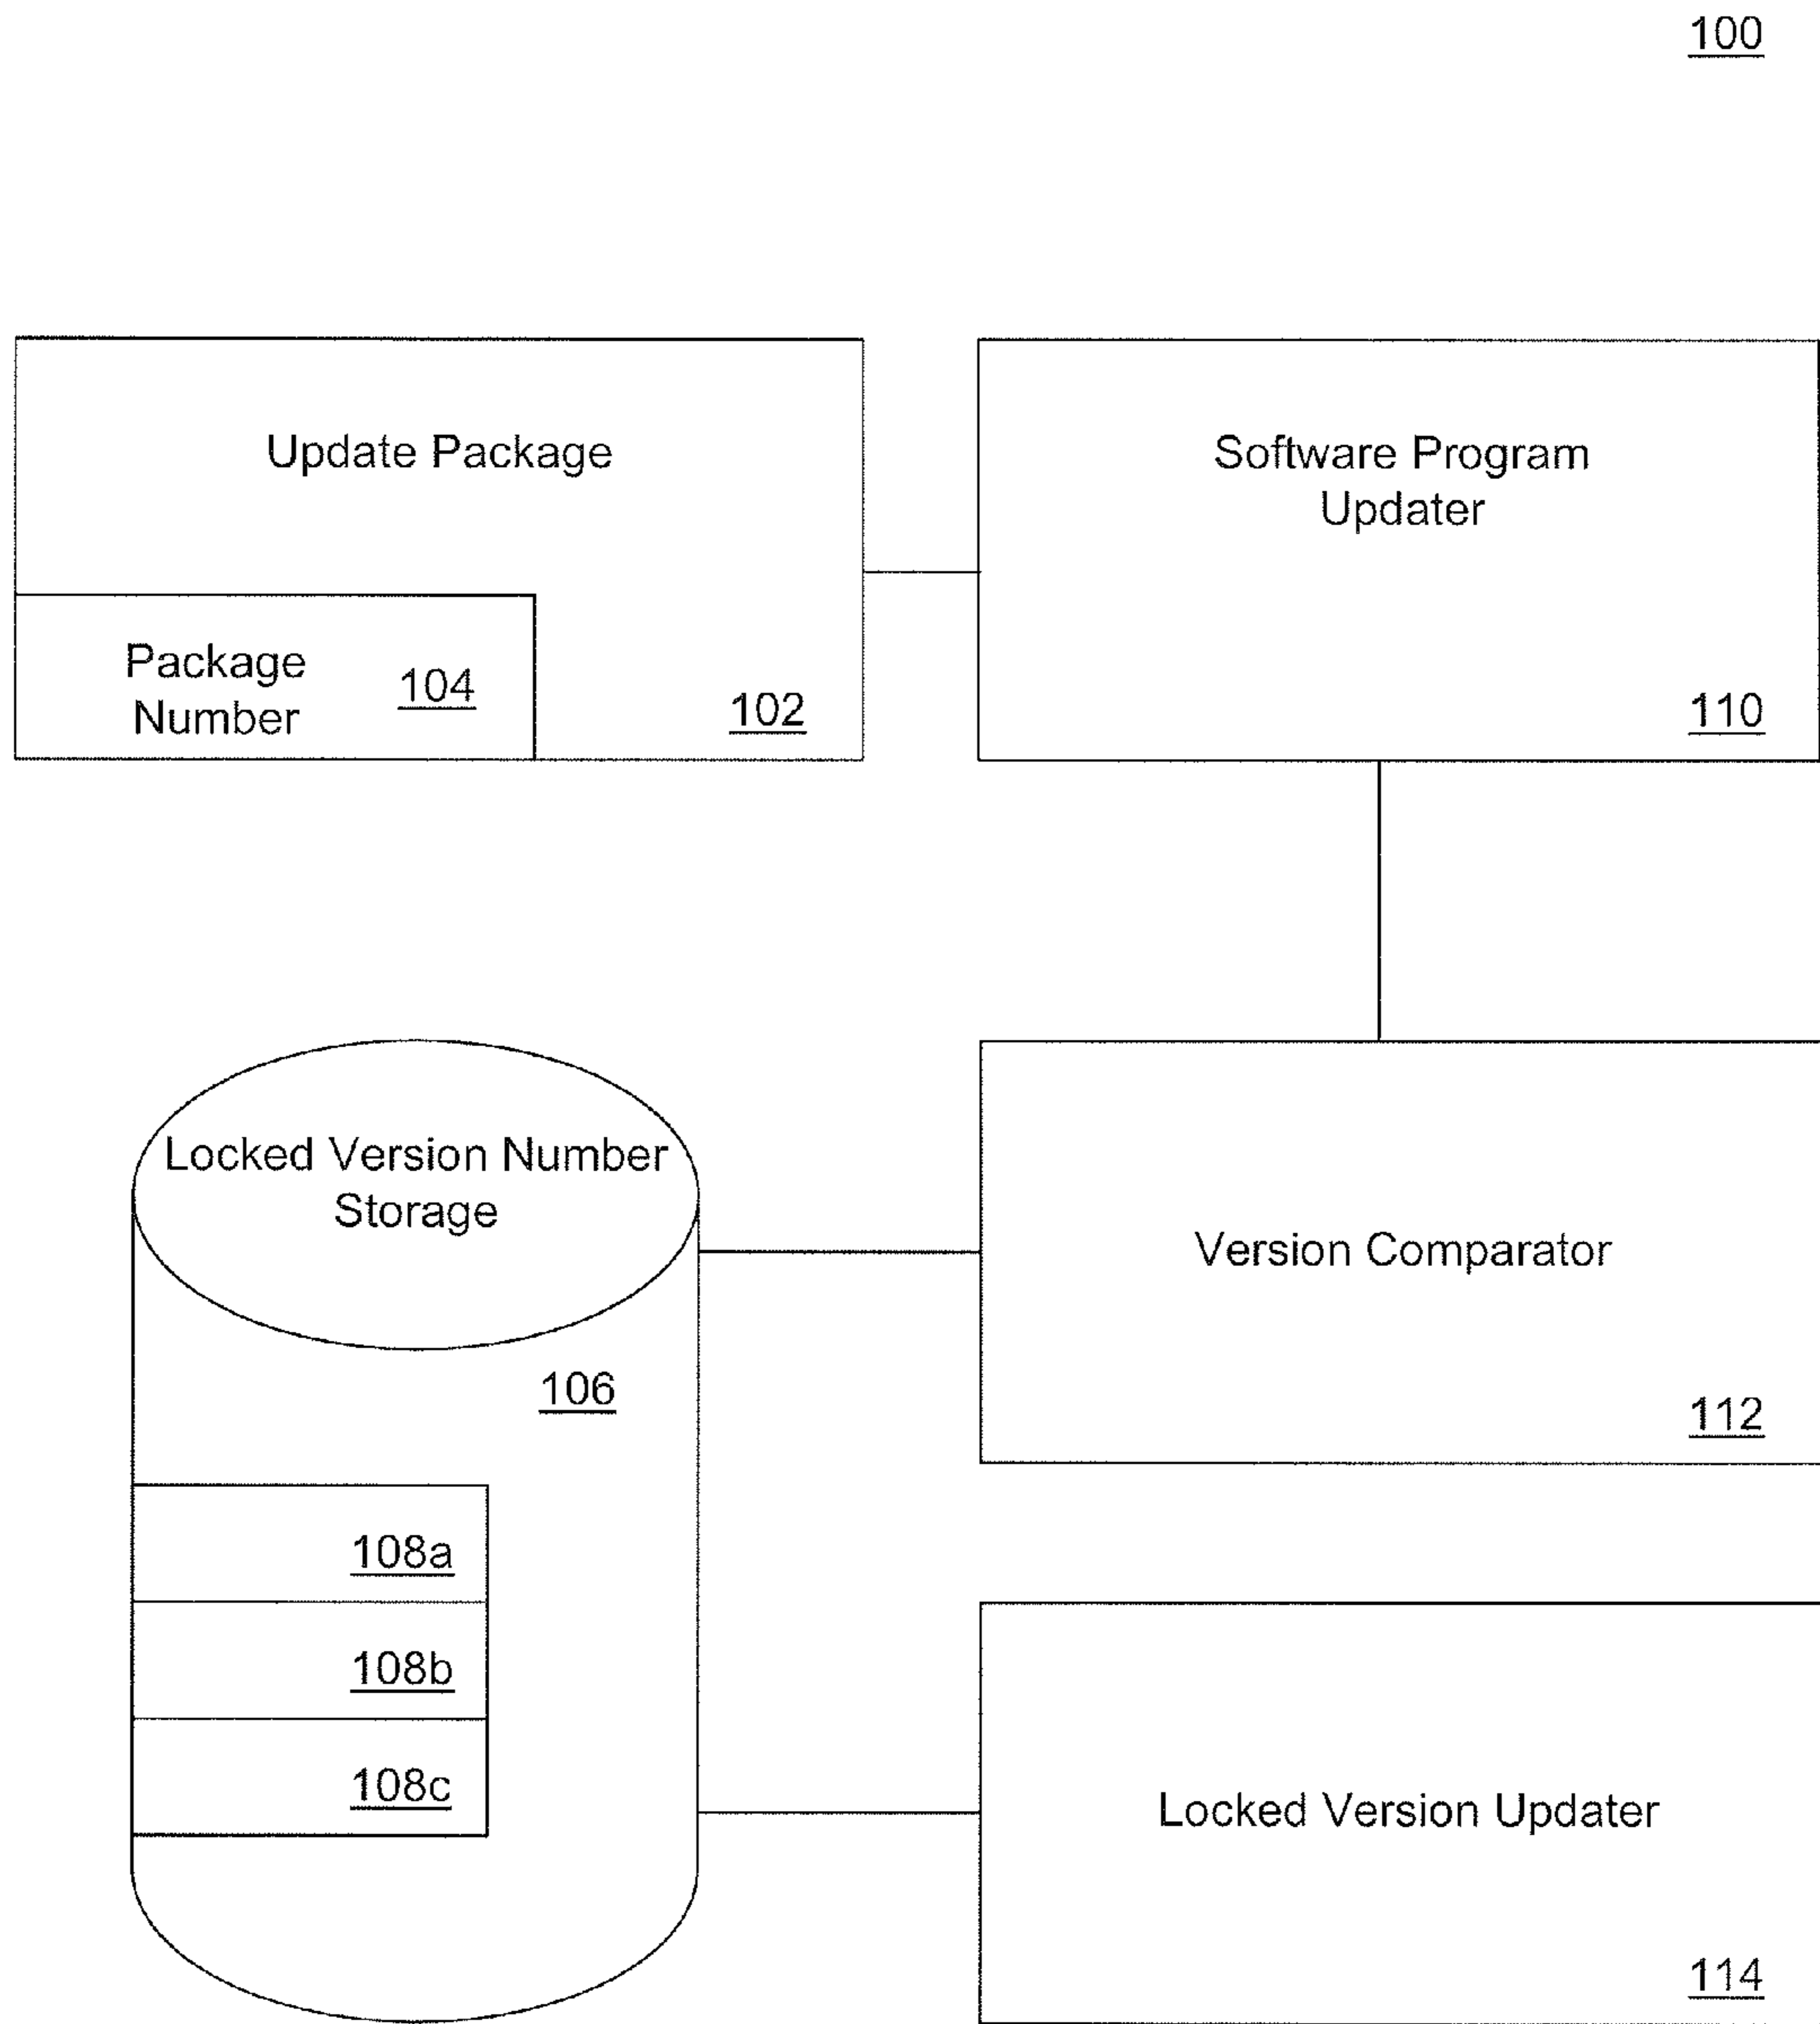 100
Update Package
Package
Number
104
102
Software Program
Updater
110
Locked Version Number
Storage
106
108a
108b
108c
Version Comparator
112
Locked Version Updater
114